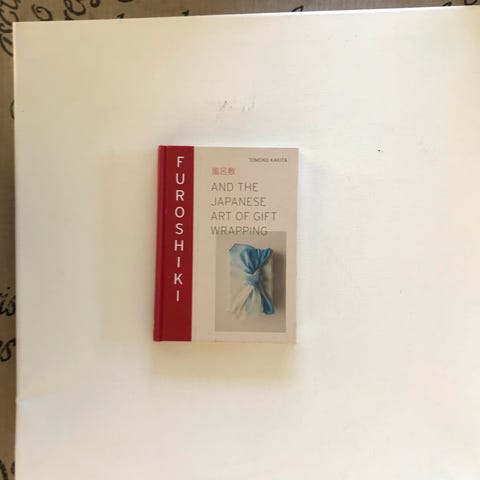 FUROSHIKI
TOMOKO KAKITA
風呂敷
AND THE
JAPANESE
ART OF GIFT
WRAPPING